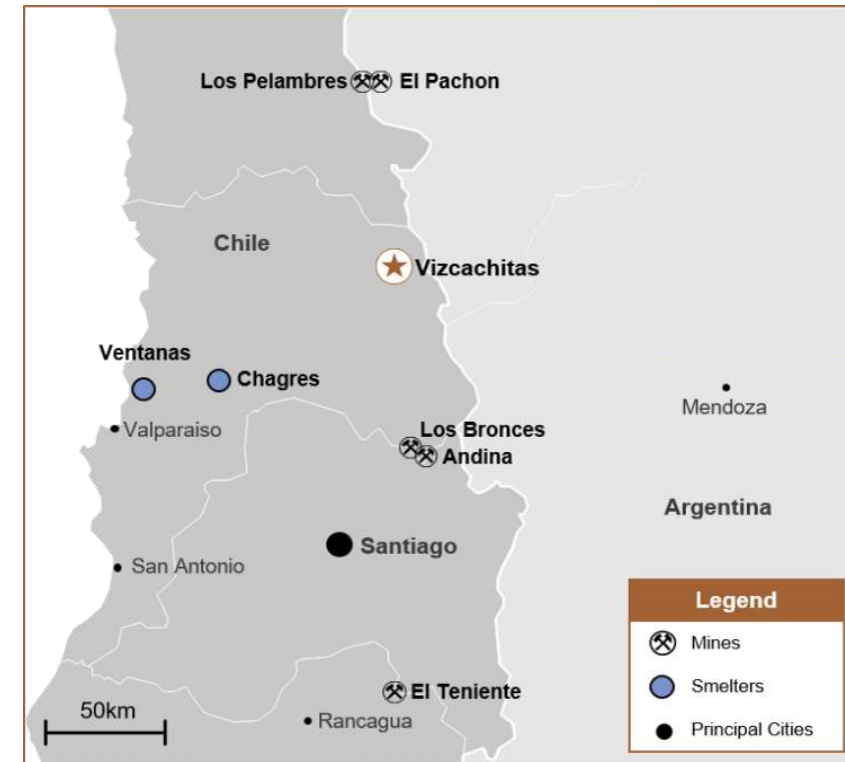 Los Pelambres
El Pachon
Chile
Vizcachitas
Ventanas
Chagres
Mendoza
Valparaiso
Los Bronces
Andina
Argentina
Santiago
San Antonio
Legend
Mines
El Teniente
Smelters
50km
Rancagua
Principal Cities